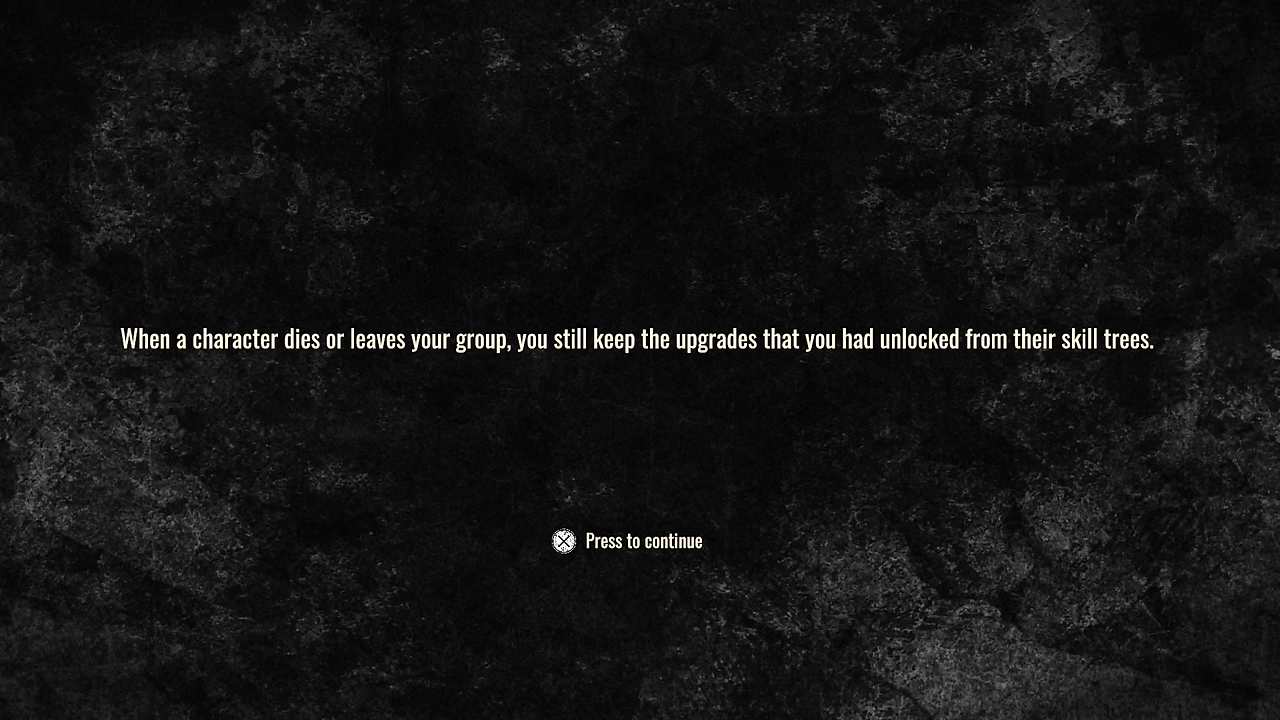 When a character dies or leaves your group, you still keep the upgrades that you had unlocked from their skill trees.
Press to continue